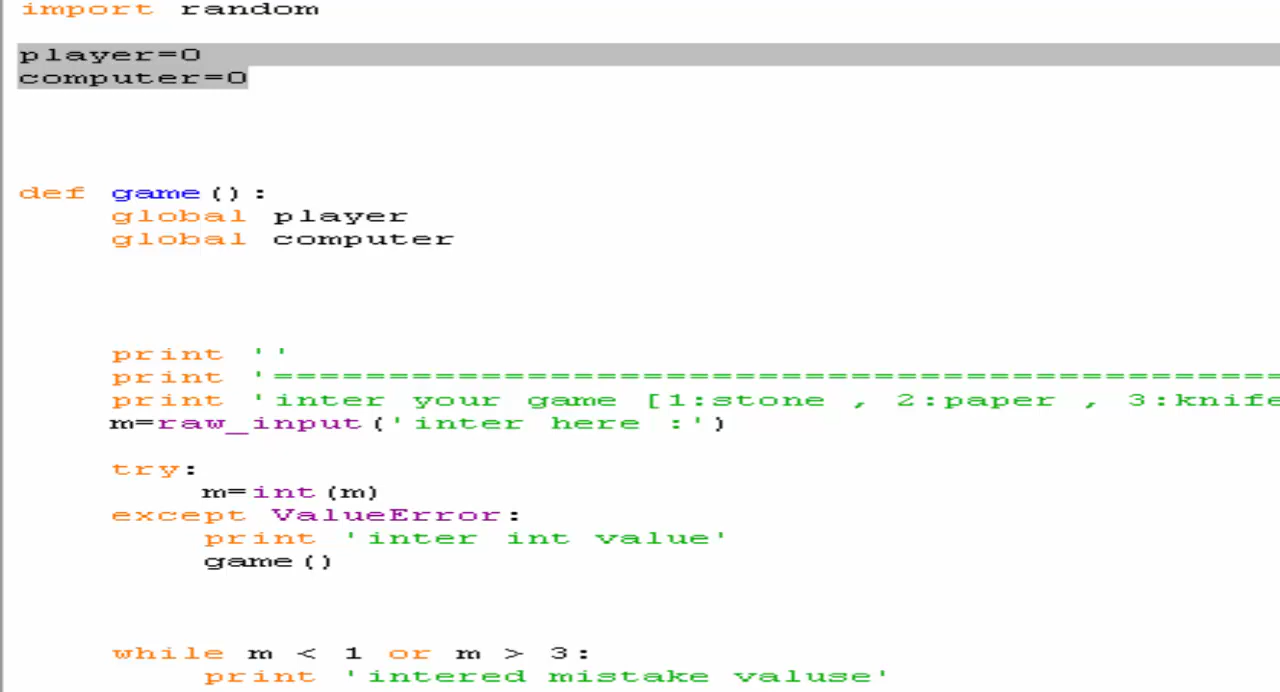 import random
player=0
computer=0
def game():
global player
global computer
print ''
print '============================================
print 'inter your game [1:stone , 2:paper , 3:knife
m=raw_input('inter here :')
try:
m=int(m)
except ValueError:
print 'inter int value'
game()
while m < 1 or m > 3:
print 'intered mistake valuse'